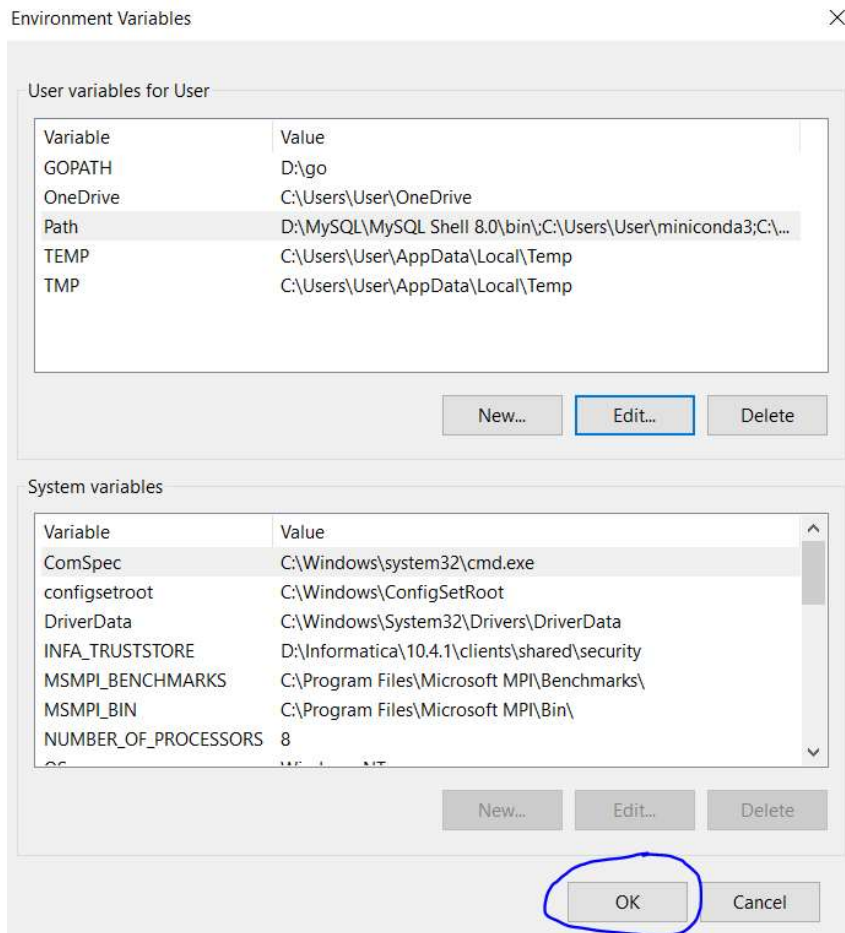 Environment Variables
User variables for User
Variable Value
GOPATH D:\go
OneDrive C:\Users\User\OneDrive
Path D:\MySQL\MySQL Shell 8.0\bin\;C:\Users\User\miniconda3;C:\...
TEMP C:\Users\User\AppData\Local\Temp
TMP C:\Users\User\AppData\Local\Temp
New... Edit... Delete
System variables
Variable Value
ComSpec C:\Windows\system32\cmd.exe
configsetroot C:\Windows\ConfigSetRoot
DriverData C:\Windows\System32\Drivers\DriverData
INFA_TRUSTSTORE D:\Informatica\10.4.1\clients\shared\security
MSMPI_BENCHMARKS C:\Program Files\Microsoft MPI\Benchmarks\
MSMPI_BIN C:\Program Files\Microsoft MPI\Bin\
NUMBER_OF_PROCESSORS 8
New... Edit... Delete
OK Cancel